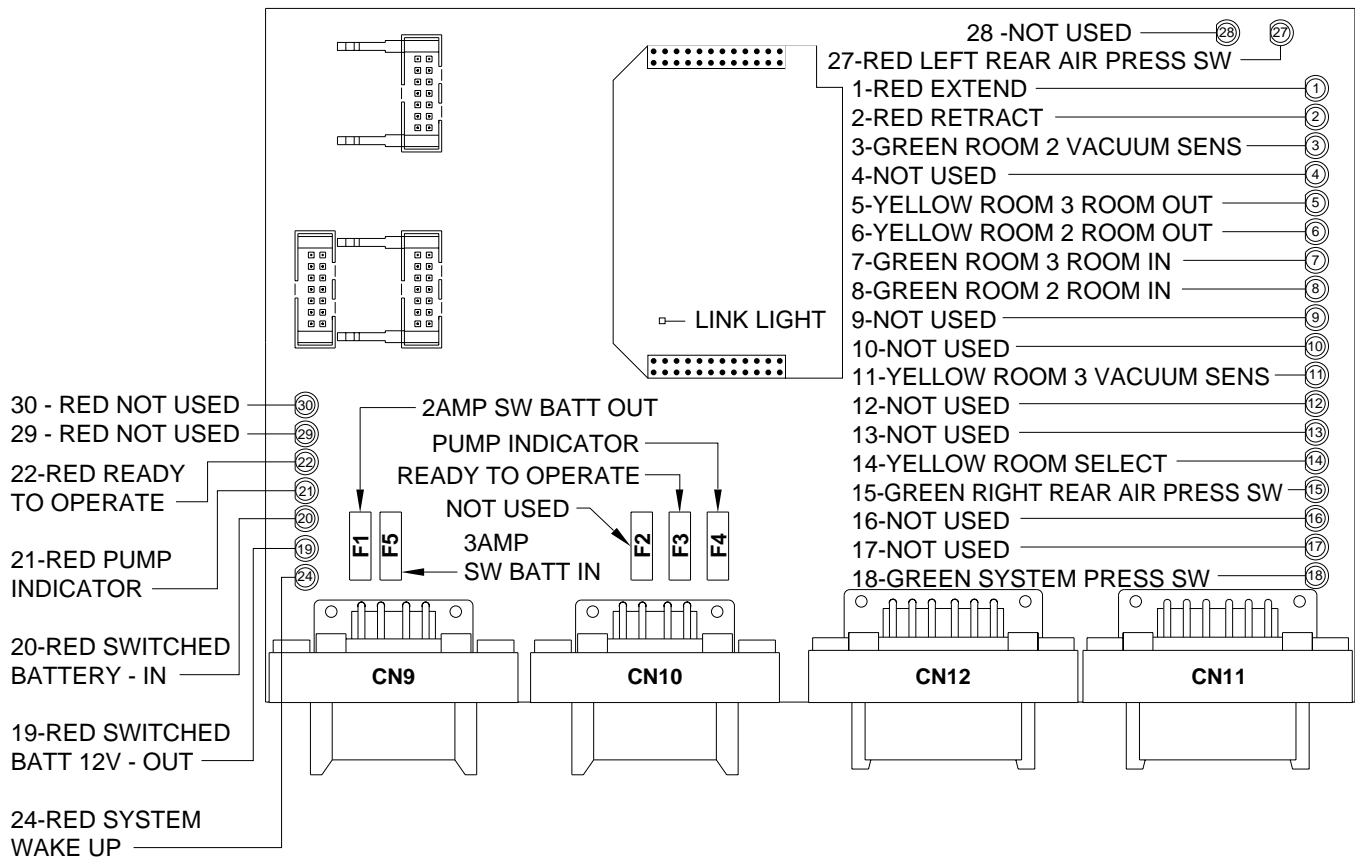 28 -NOT USED
28
27
27-RED LEFT REAR AIR PRESS SW
1-RED EXTEND
1
2-RED RETRACT
2
3-GREEN ROOM 2 VACUUM SENS
3
4-NOT USED
4
5-YELLOW ROOM 3 ROOM OUT
5
6-YELLOW ROOM 2 ROOM OUT
6
7-GREEN ROOM 3 ROOM IN
7
8-GREEN ROOM 2 ROOM IN
8
LINK LIGHT
9-NOT USED
9
10-NOT USED
10
11-YELLOW ROOM 3 VACUUM SENS
11
12-NOT USED
12
13-NOT USED
13
14-YELLOW ROOM SELECT
14
15-GREEN RIGHT REAR AIR PRESS SW
15
16-NOT USED
16
17-NOT USED
17
18-GREEN SYSTEM PRESS SW
18
30 - RED NOT USED
30
29 - RED NOT USED
29
22-RED READY
TO OPERATE
22
21-RED PUMP
INDICATOR
21
20-RED SWITCHED
BATTERY - IN
20
19-RED SWITCHED
BATT 12V - OUT
19
24-RED SYSTEM
WAKE UP
24
2AMP SW BATT OUT
PUMP INDICATOR
READY TO OPERATE
NOT USED
3AMP
SW BATT IN
F1
F5
F2
F3
F4
CN9
CN10
CN12
CN11